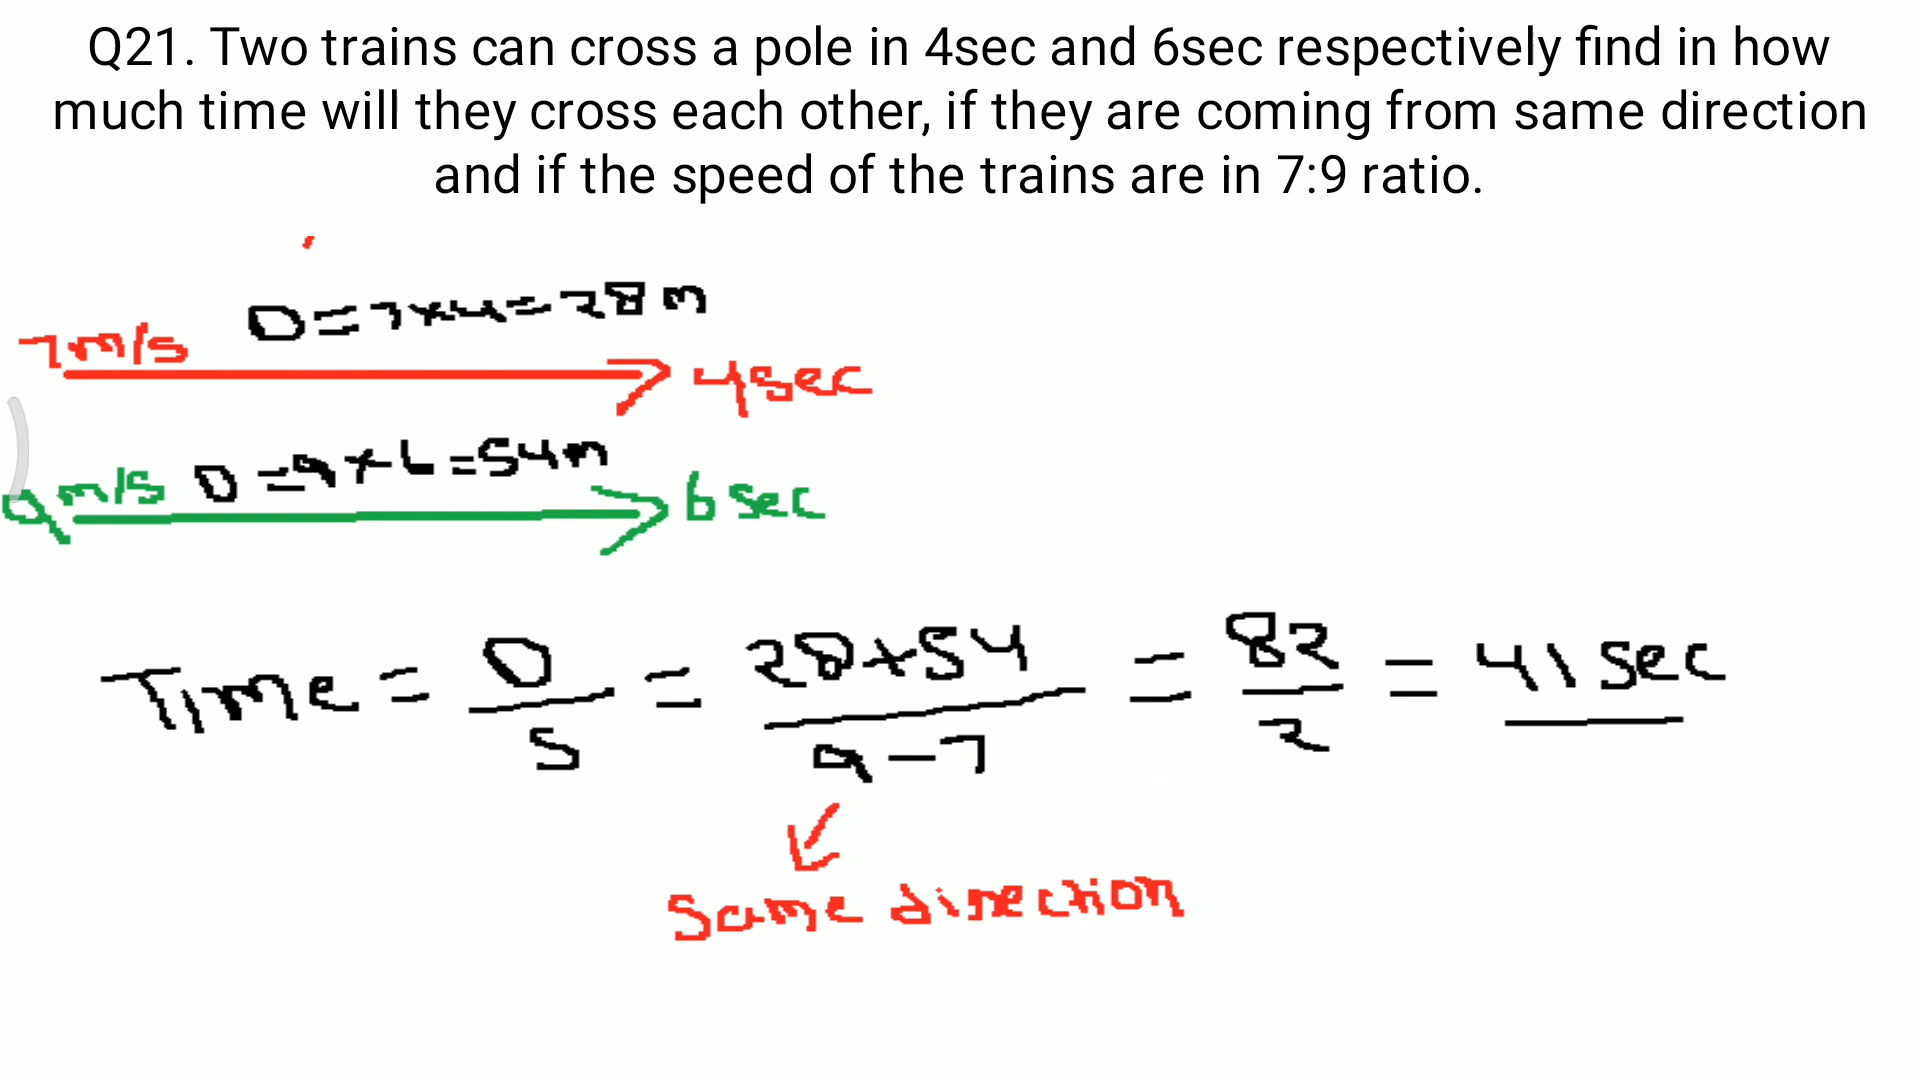 Q21. Two trains can cross a pole in 4sec and 6sec respectively find in how
much time will they cross each other, if they are coming from same direction
and if the speed of the trains are in 7:9 ratio.
D=7×4=28m
7m/s
4sec
D=9×6=54m
9m/s
6sec
Time = D/S = 28+54/9-7 = 82/2 = 41 sec
Same direction